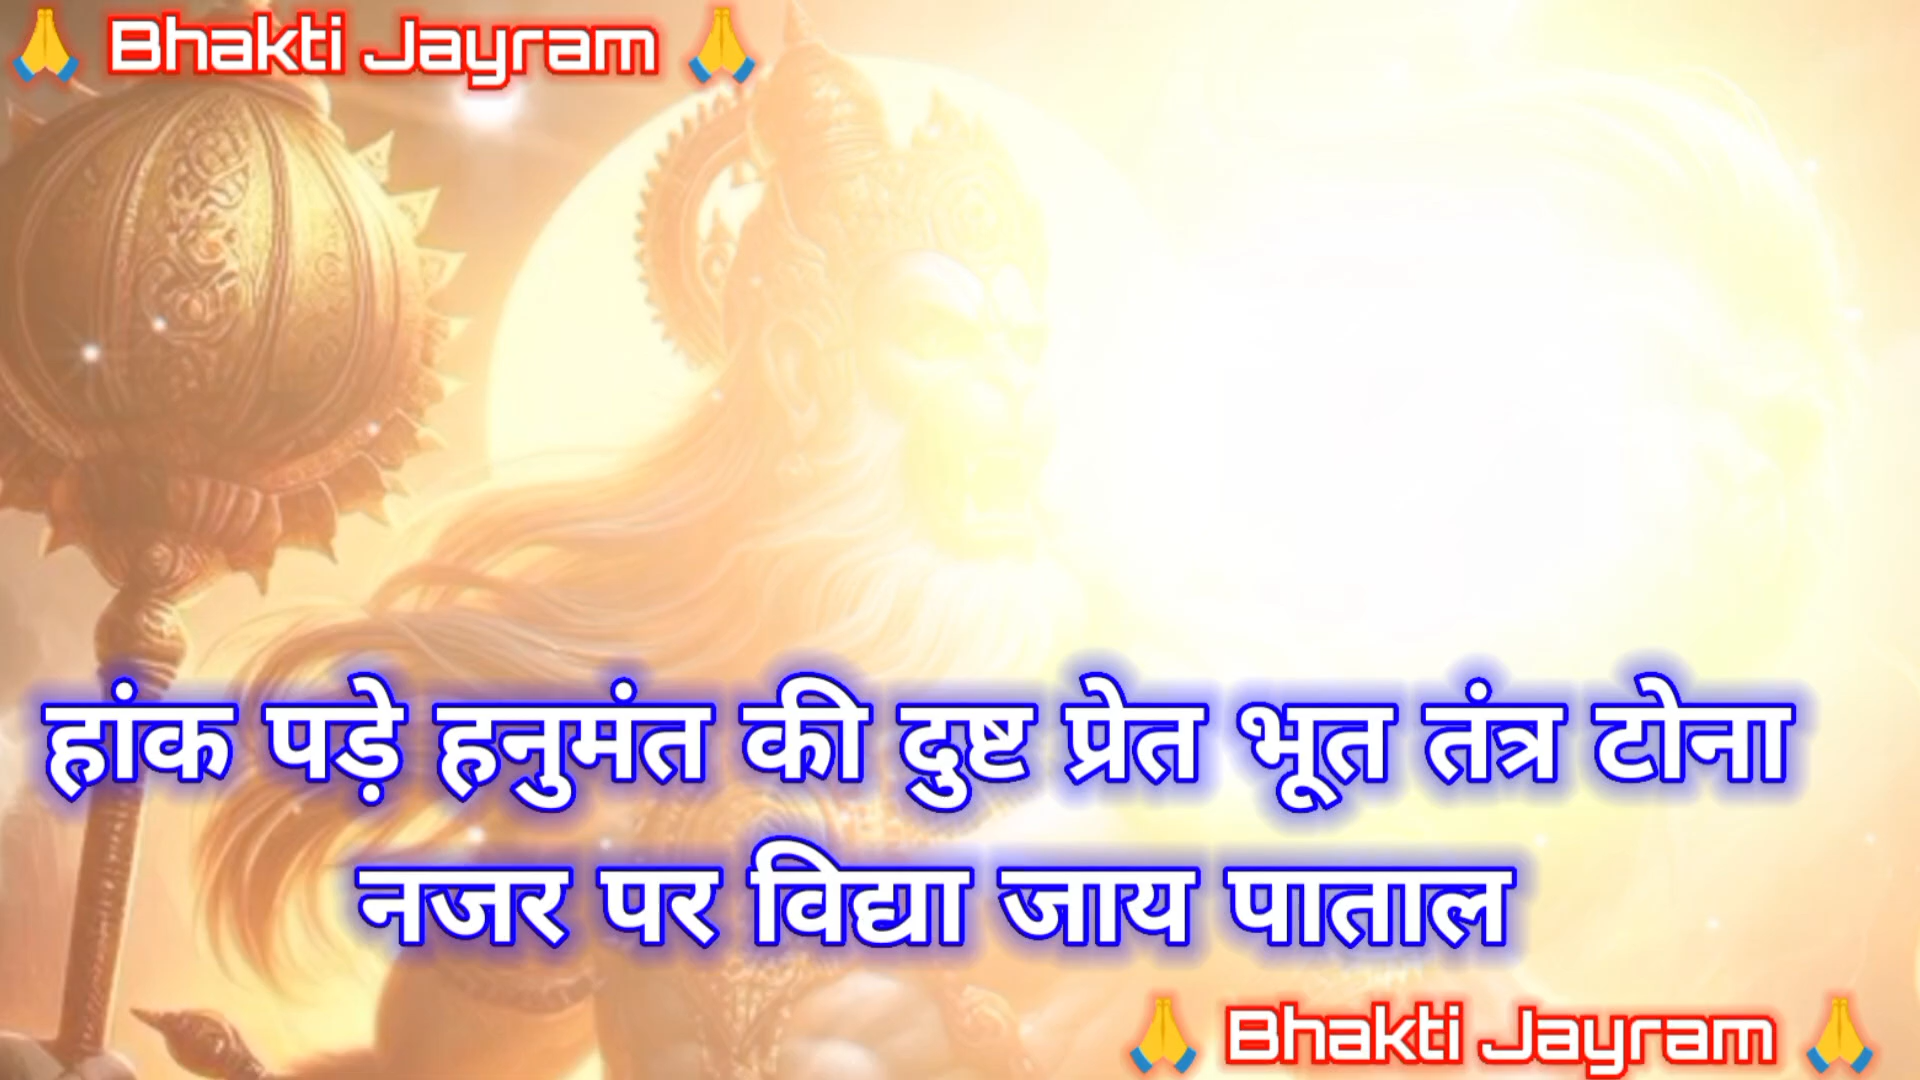 🙏 Bhakti Jayram 🙏
हांक पड़े हनुमंत की दुष्ट प्रेत भूत तंत्र टोना
नजर पर विद्या जाय पाताल
🙏 Bhakti Jayram 🙏